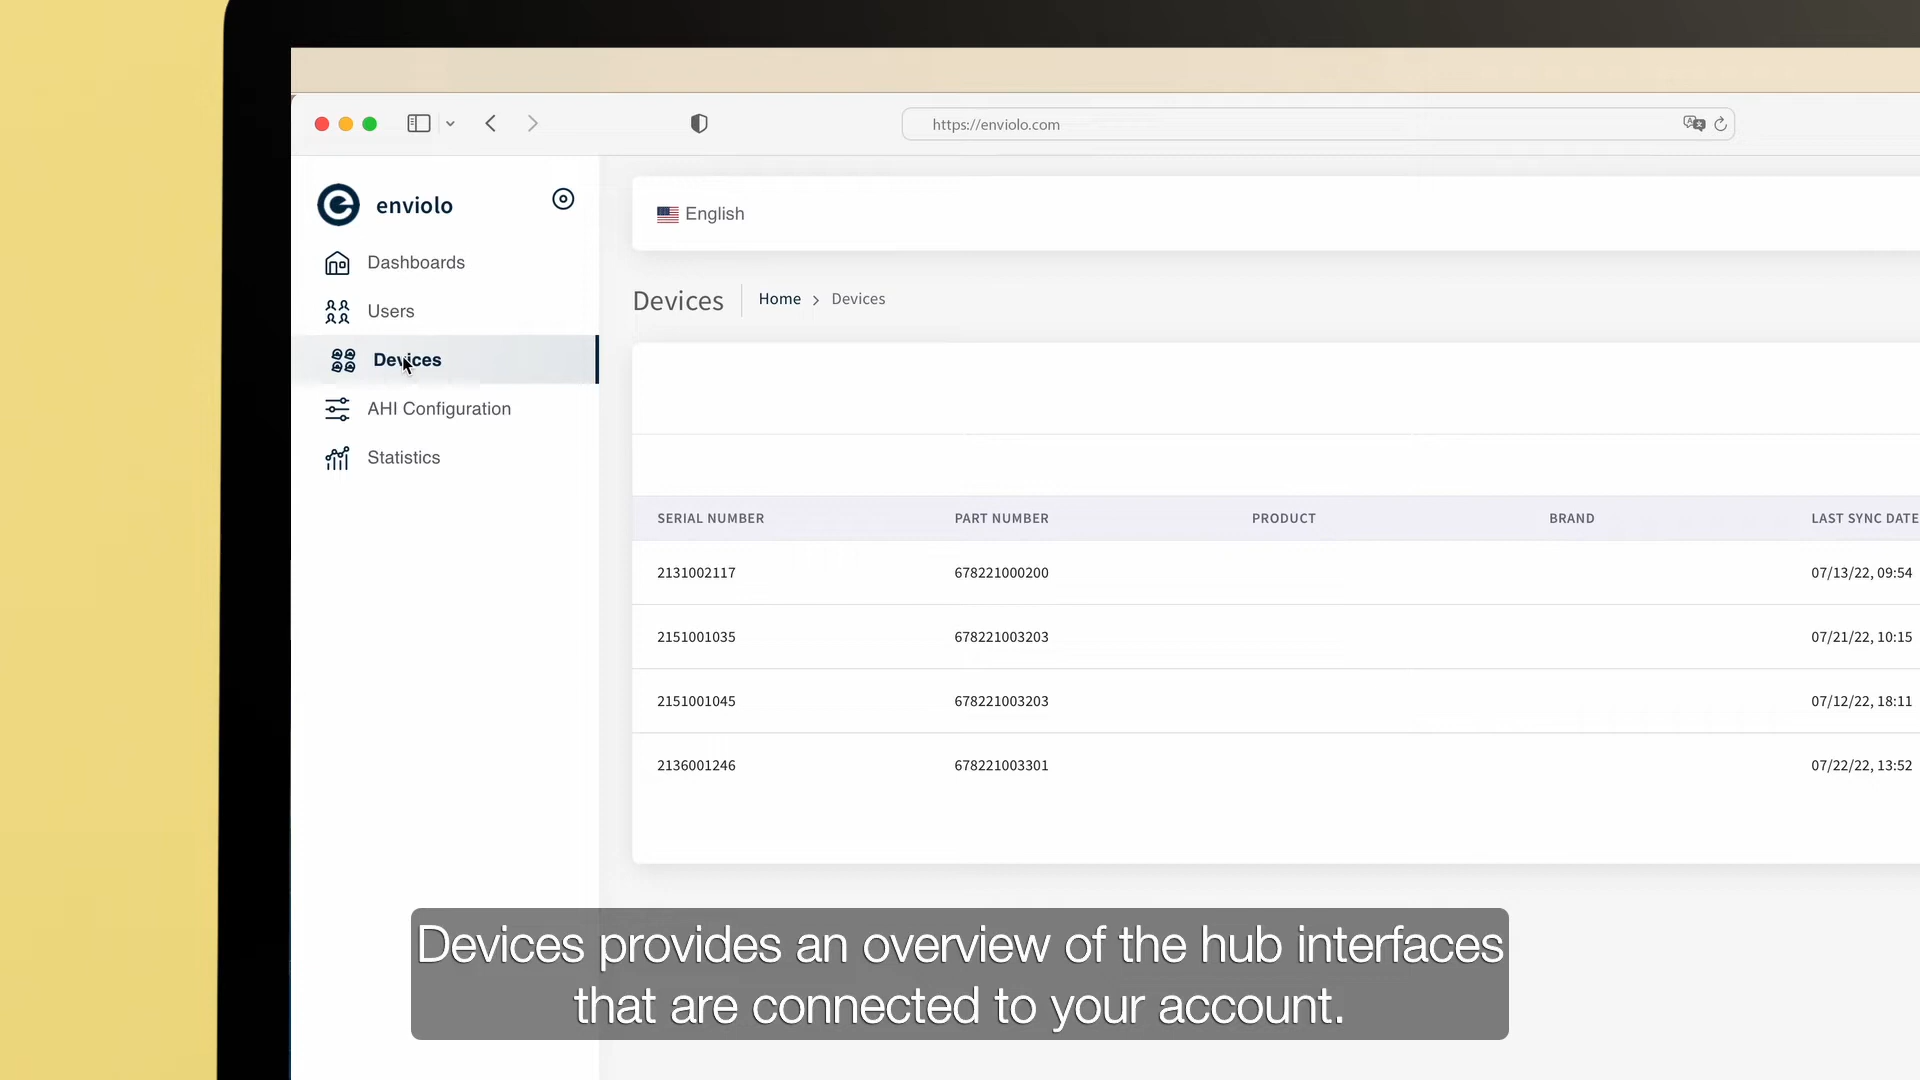 https://enviolo.com
enviolo
English
Dashboards
Users
Devices
AHI Configuration
Statistics
Devices
Home > Devices
SERIAL NUMBER PART NUMBER PRODUCT BRAND LAST SYNC DATE
2131002117 678221000200 07/13/22, 09:54
2151001035 678221003203 07/21/22, 10:15
2151001045 678221003203 07/12/22, 18:11
2136001246 678221003301 07/22/22, 13:52
Devices provides an overview of the hub interfaces
that are connected to your account.